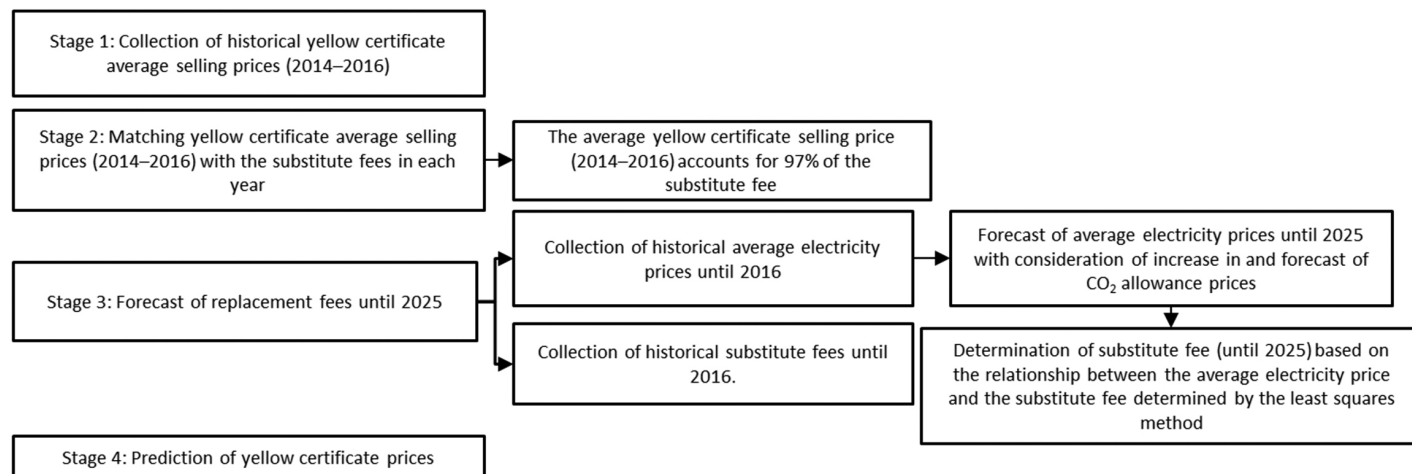 Stage 1: Collection of historical yellow certificate
average selling prices (2014–2016)
Stage 2: Matching yellow certificate average selling
prices (2014–2016) with the substitute fees in each
year
The average yellow certificate selling price
(2014–2016) accounts for 97% of the
substitute fee
Stage 3: Forecast of replacement fees until 2025
Collection of historical average electricity
prices until 2016
Forecast of average electricity prices until 2025
with consideration of increase in and forecast of
CO₂ allowance prices
Collection of historical substitute fees until
2016.
Determination of substitute fee (until 2025) based on
the relationship between the average electricity price
and the substitute fee determined by the least squares
method
Stage 4: Prediction of yellow certificate prices